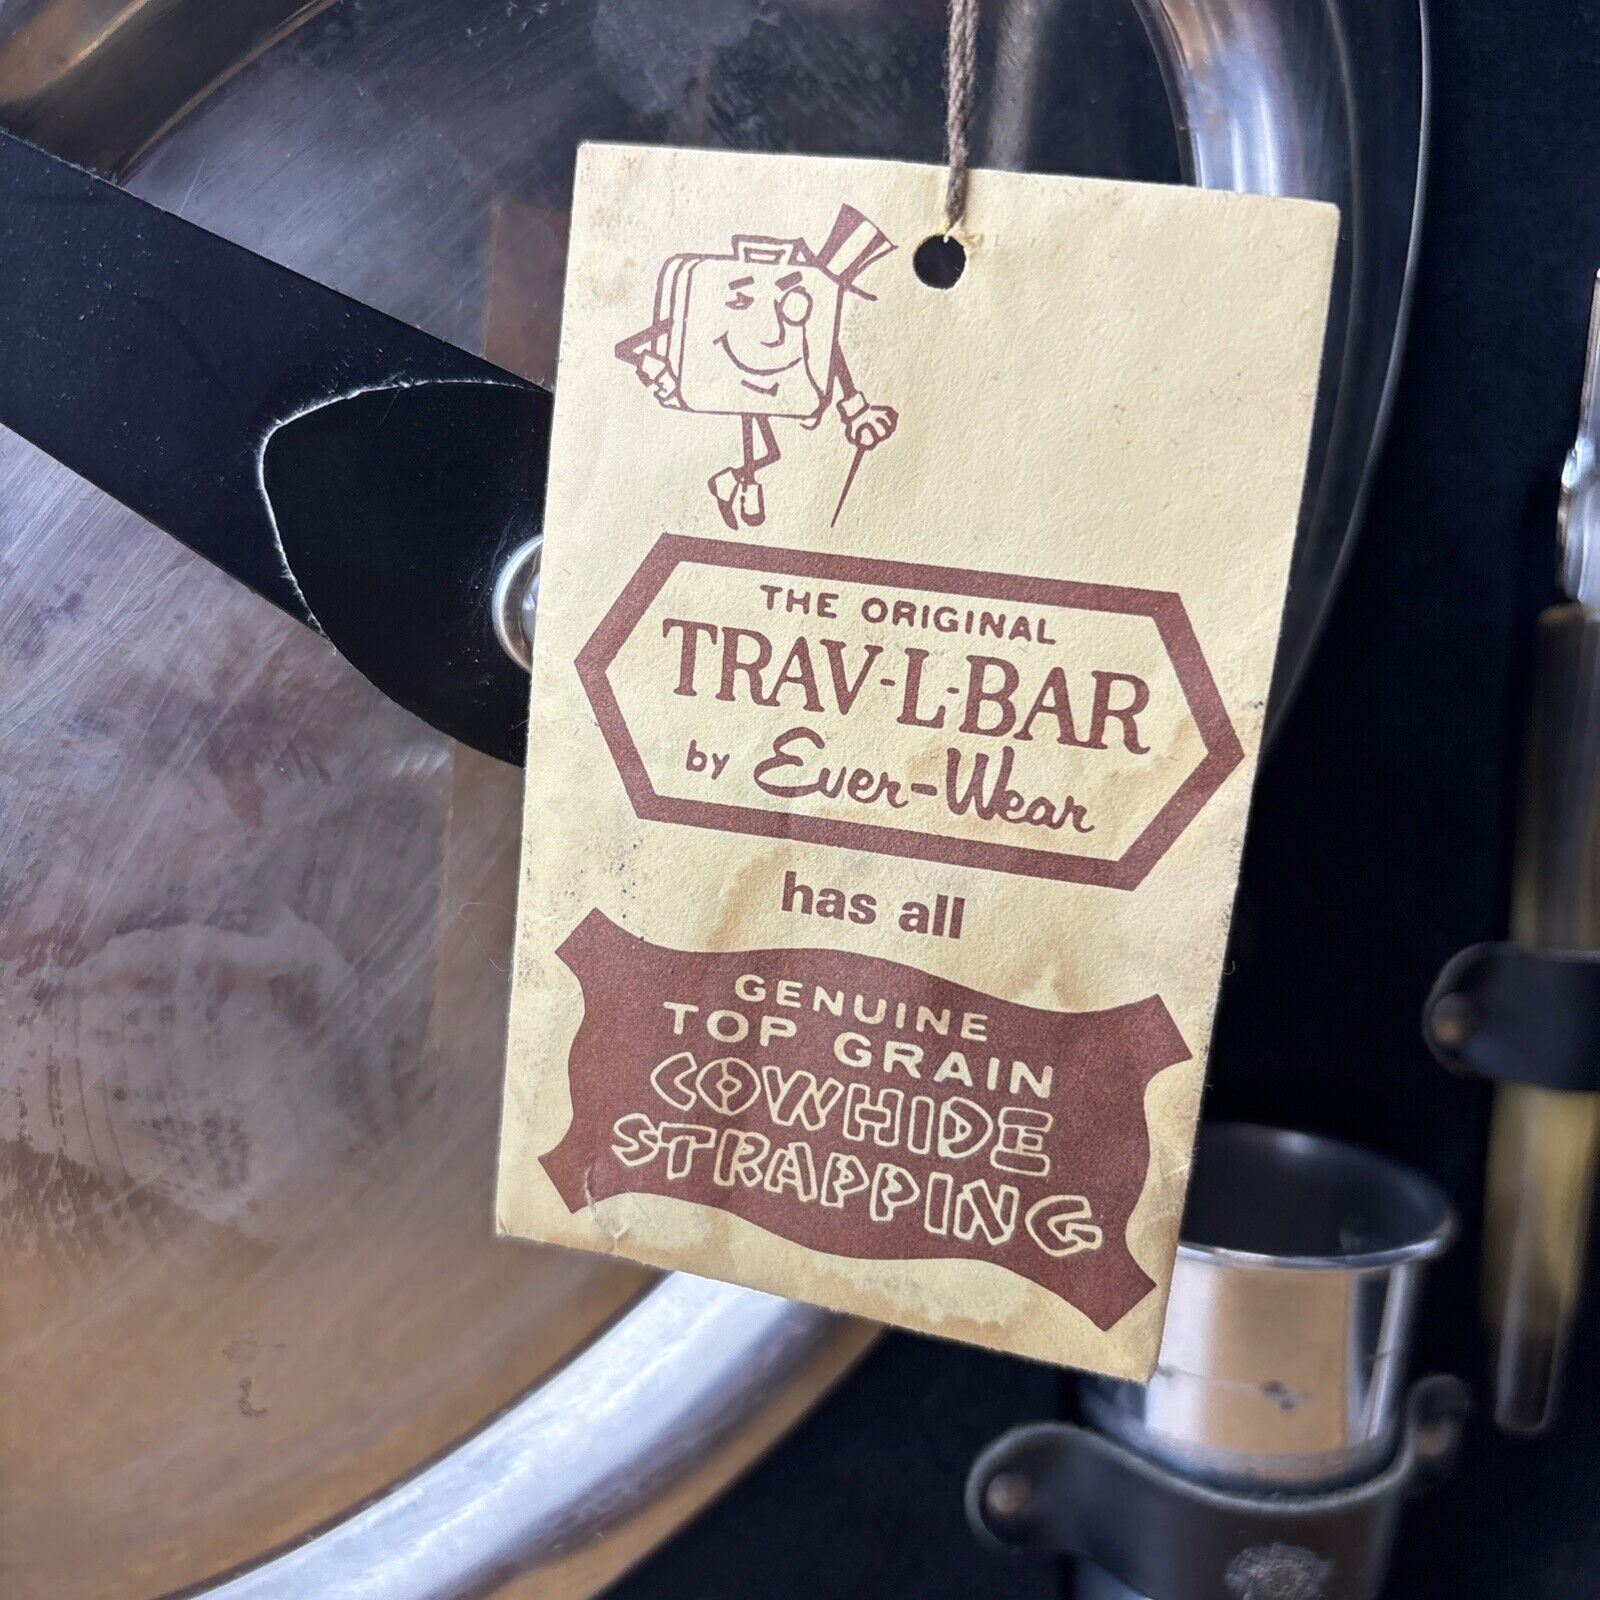 THE ORIGINAL
TRAV-L-BAR
by Ever-Wear
has all
GENUINE
TOP GRAIN
COWHIDE
STRAPPING